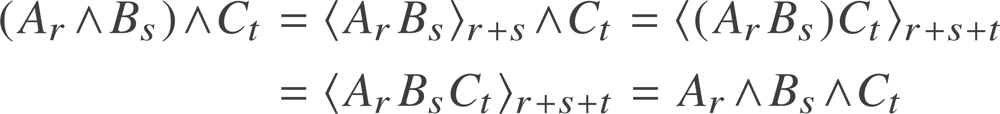 (A_r ∧ B_s) ∧ C_t = ⟨A_r B_s⟩_{r+s} ∧ C_t = ⟨(A_r B_s)C_t⟩_{r+s+t}
= ⟨A_r B_s C_t⟩_{r+s+t} = A_r ∧ B_s ∧ C_t